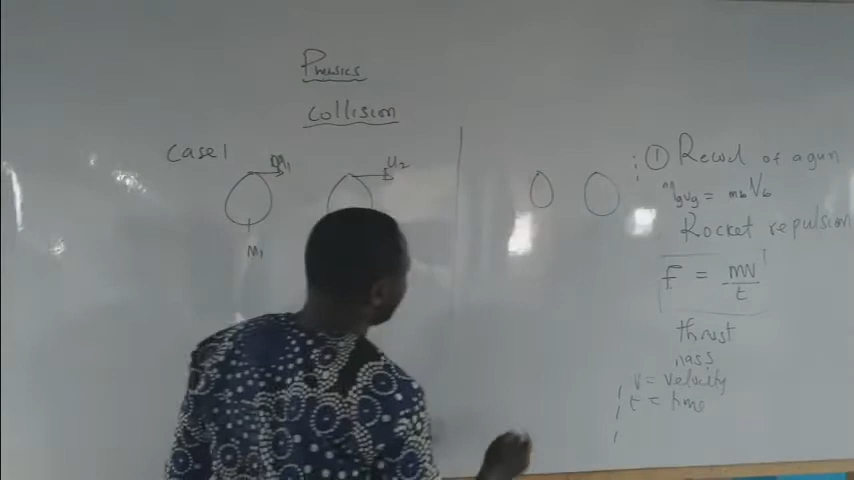 Physics
Collision
Case 1
u1
u2
M1
① Recoil of a gun
mgvg = mbVb
Rocket repulsion
F = mv/t
thrust
mass
v = velocity
t = time